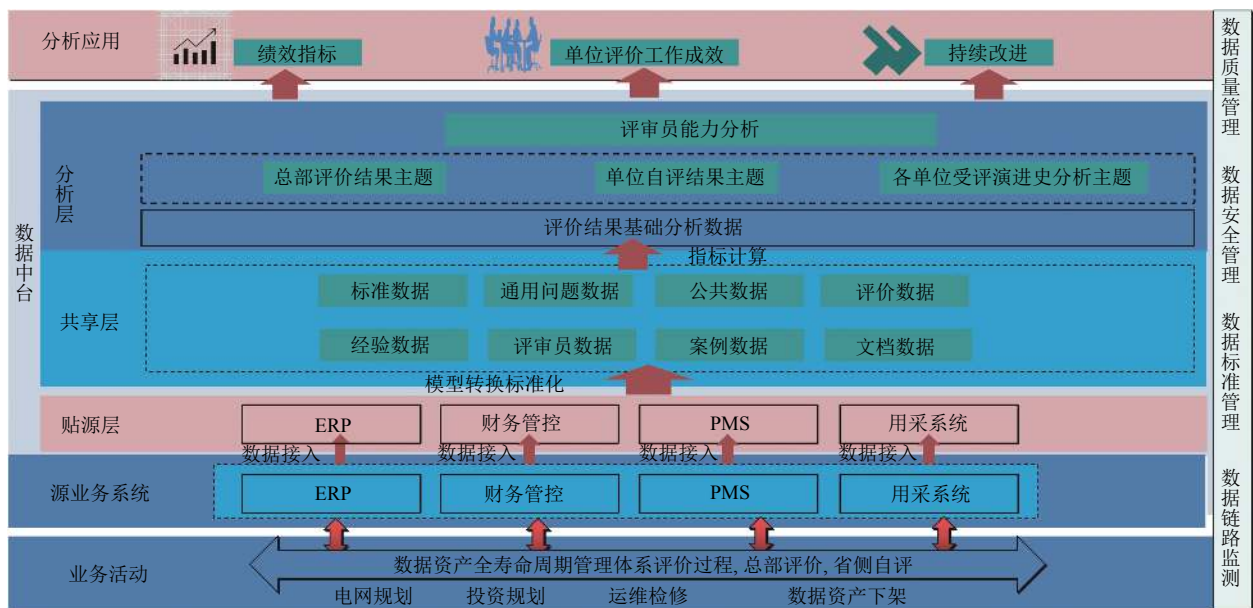 分析应用
绩效指标
单位评价工作成效
持续改进
数据中台
分析层
评审员能力分析
总部评价结果主题
单位自评结果主题
各单位受评演进史分析主题
评价结果基础分析数据
指标计算
共享层
标准数据
通用问题数据
公共数据
评价数据
经验数据
评审员数据
案例数据
文档数据
模型转换标准化
贴源层
ERP
财务管控
PMS
用采系统
数据接入
数据接入
数据接入
数据接入
源业务系统
ERP
财务管控
PMS
用采系统
业务活动
数据资产全寿命周期管理体系评价过程, 总部评价, 省侧自评
电网规划
投资规划
运维检修
数据资产下架
数据质量管理
数据安全管理
数据标准管理
数据链路监测